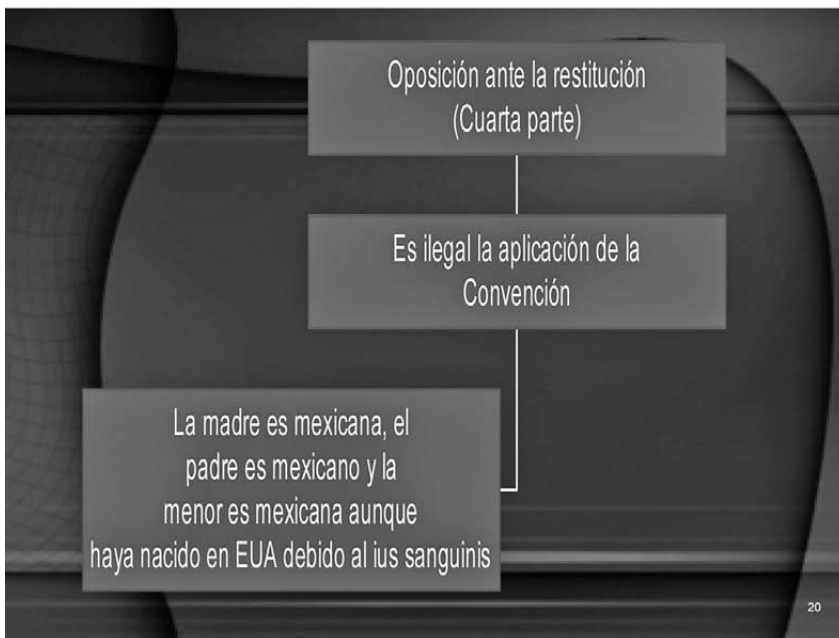 Oposición ante la restitución
(Cuarta parte)
Es ilegal la aplicación de la
Convención
La madre es mexicana, el
padre es mexicano y la
menor es mexicana aunque
haya nacido en EUA debido al ius sanguinis
20